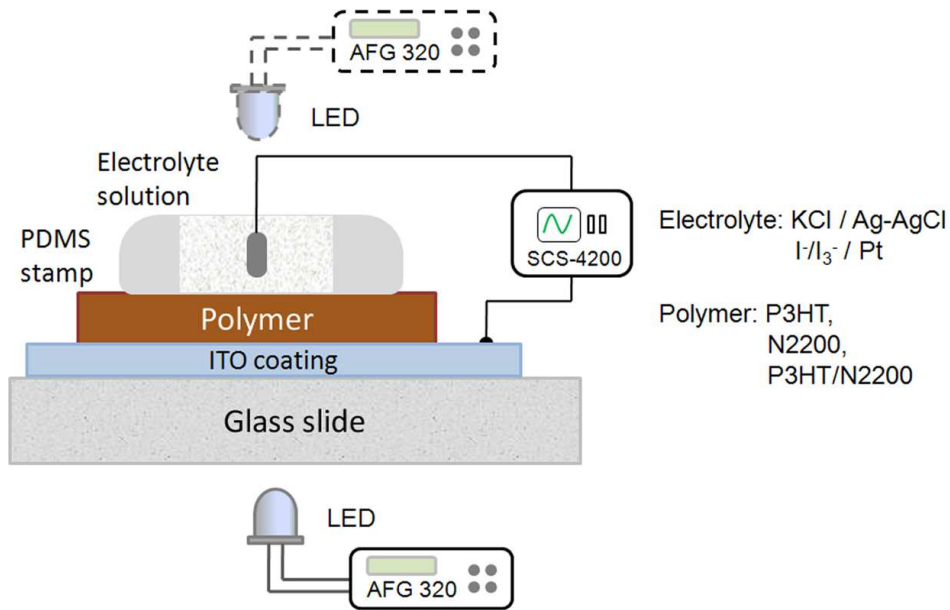 AFG 320
LED
Electrolyte
solution
PDMS
stamp
SCS-4200
Electrolyte: KCl / Ag-AgCl
I⁻/I₃⁻ / Pt
Polymer
Polymer: P3HT,
N2200,
P3HT/N2200
ITO coating
Glass slide
LED
AFG 320